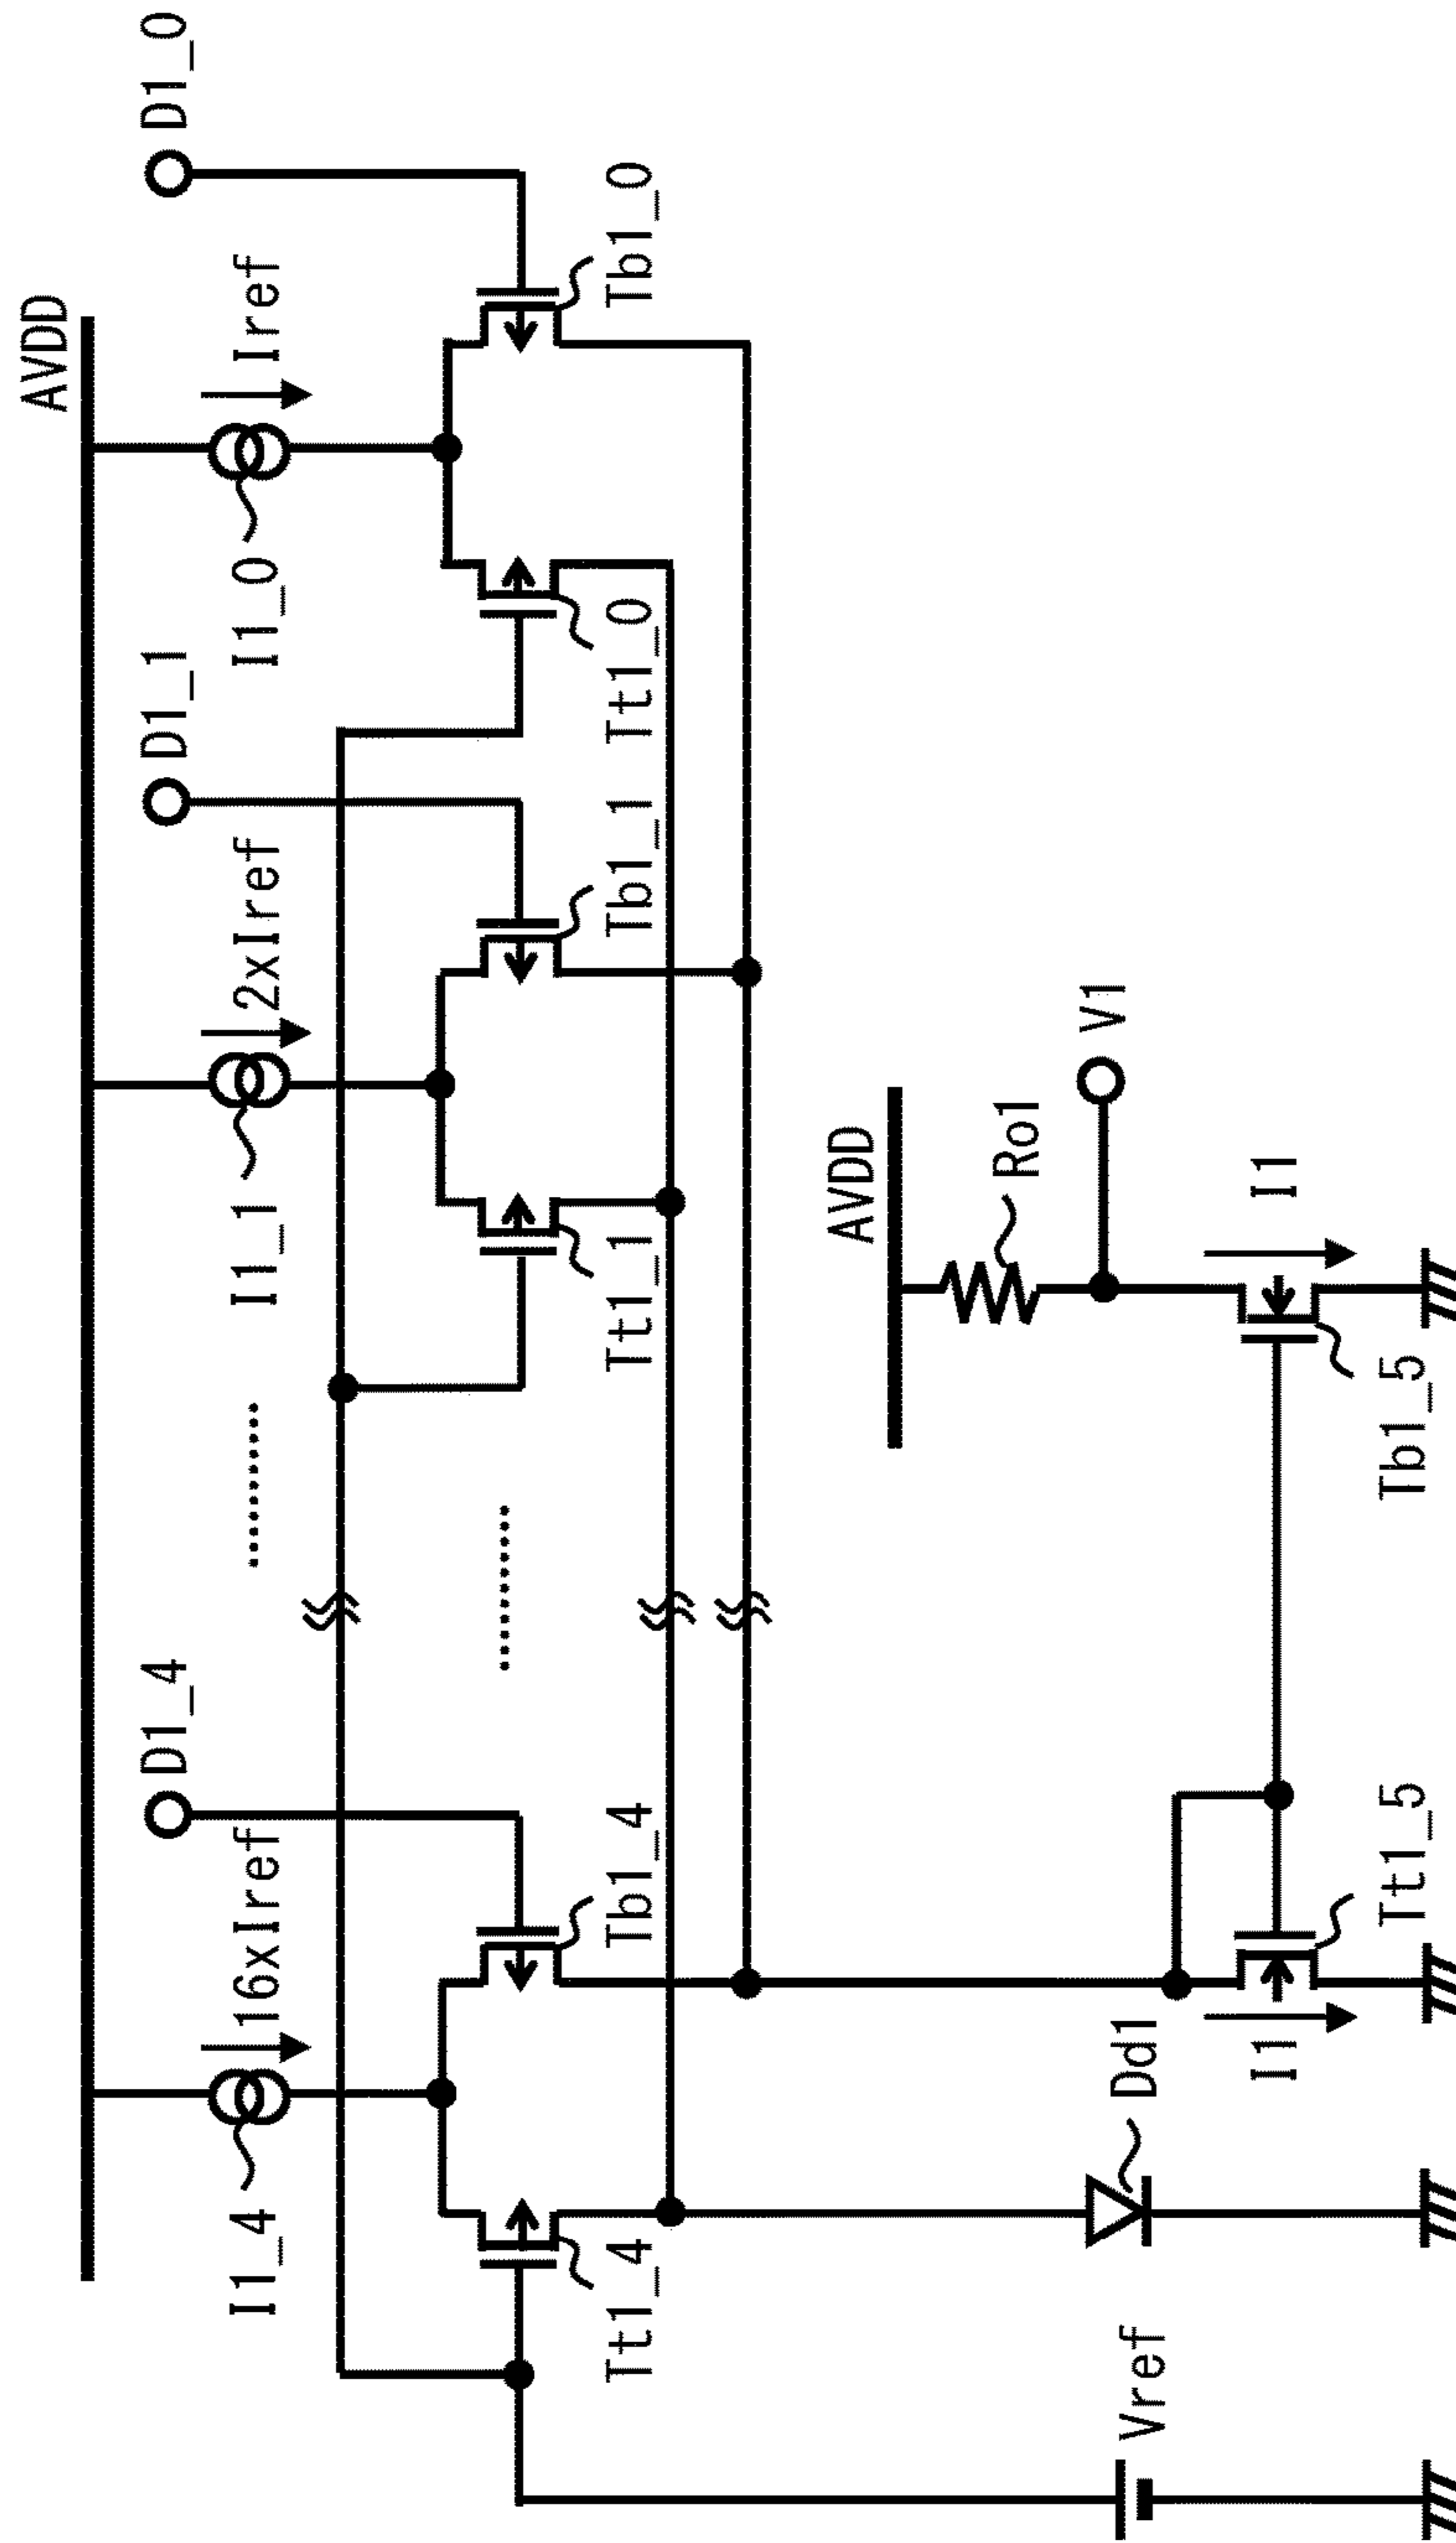 AVDD
D1_4
D1_1
D1_0
I1_4
16xIref
I1_1
2xIref
I1_0
Iref
Tt1_4
Tb1_4
Tt1_1
Tb1_1
Tt1_0
Tb1_0
AVDD
Ro1
V1
Vref
Dd1
I1
I1
Tt1_5
Tb1_5